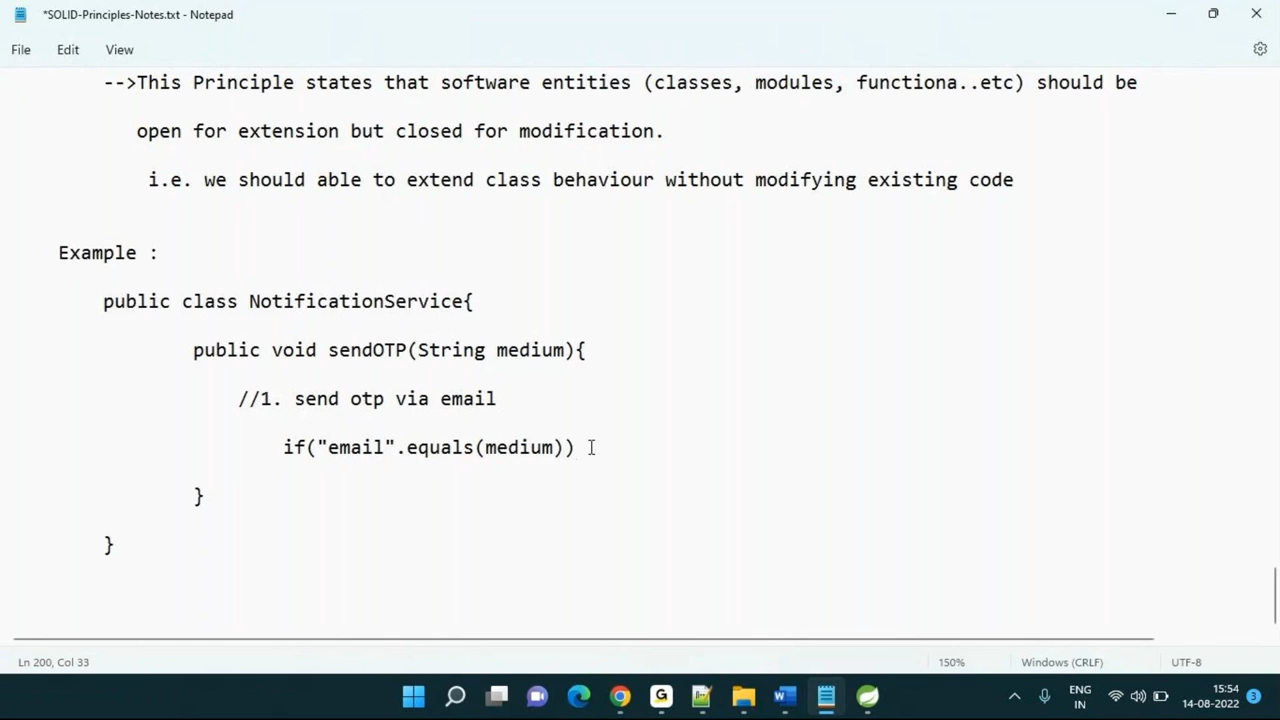 *SOLID-Principles-Notes.txt - Notepad
File Edit View
-->This Principle states that software entities (classes, modules, functiona..etc) should be
open for extension but closed for modification.
i.e. we should able to extend class behaviour without modifying existing code
Example :
public class NotificationService{
public void sendOTP(String medium){
//1. send otp via email
if("email".equals(medium))
}
}
Ln 200, Col 33 150% Windows (CRLF) UTF-8
ENG 15:54
IN 14-08-2022 3